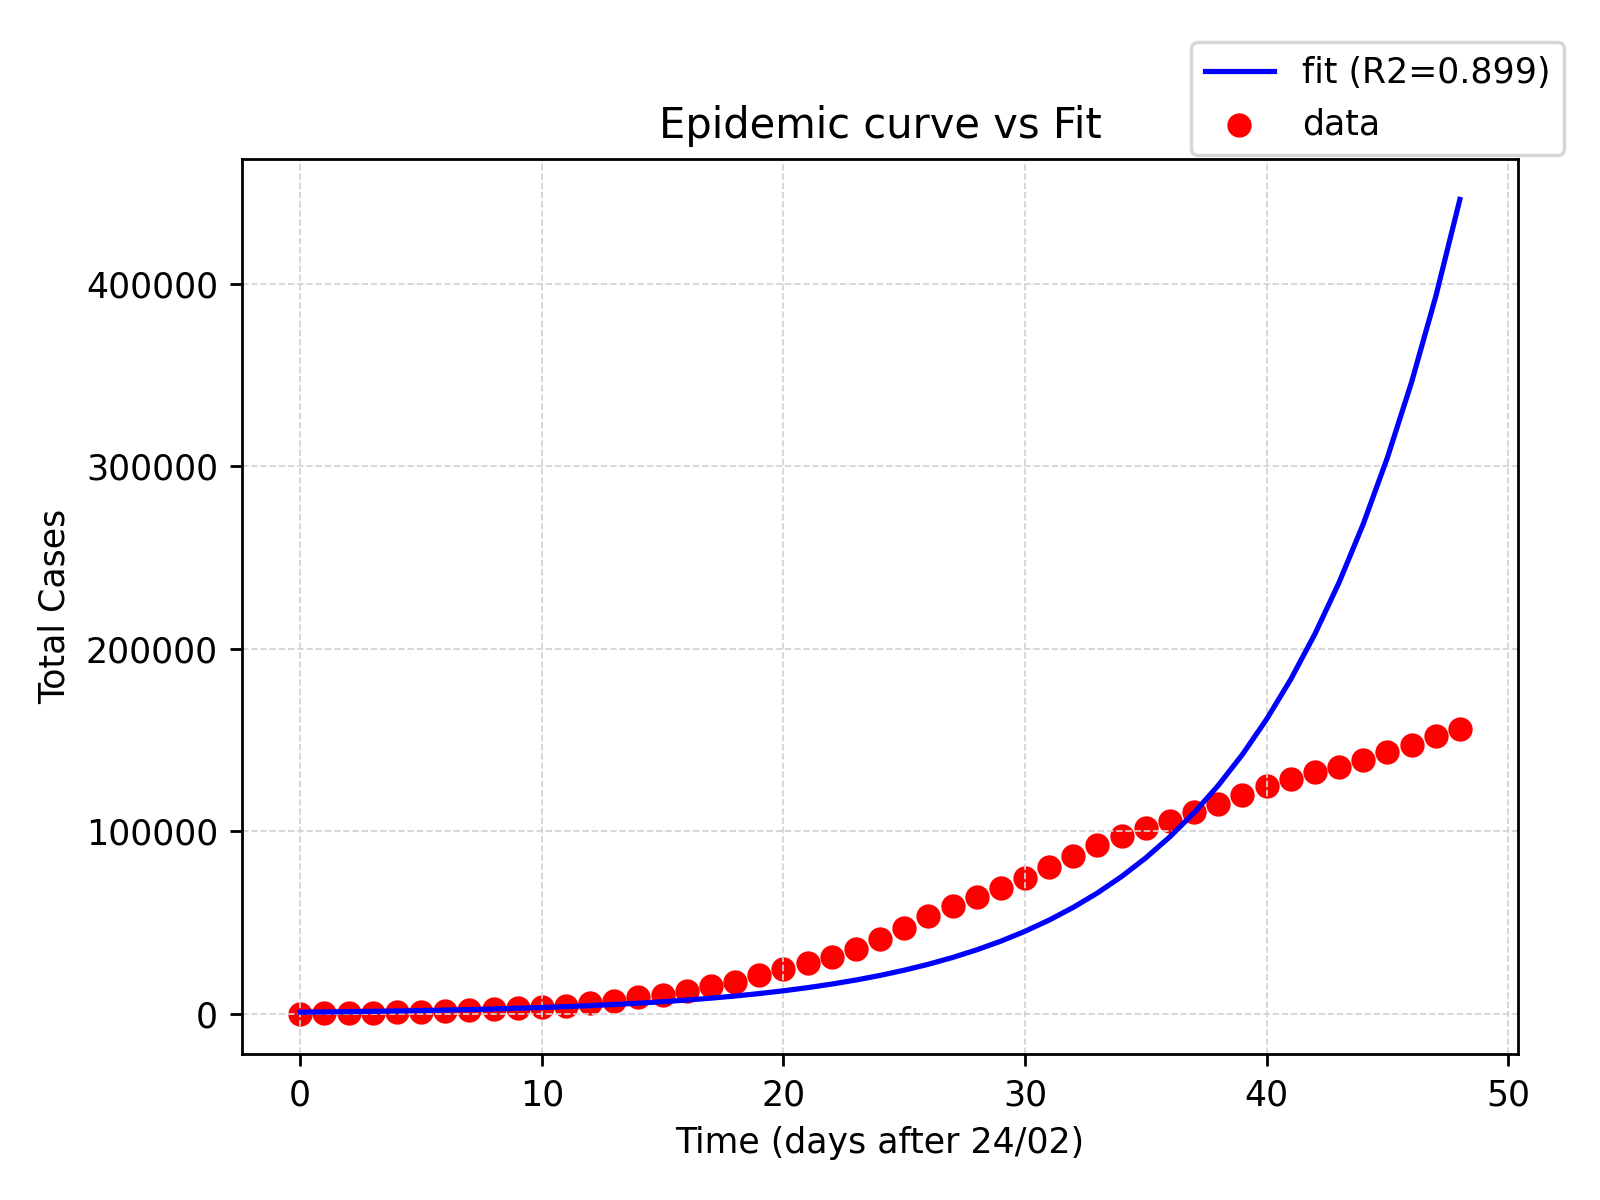 fit (R2=0.899)
data
Epidemic curve vs Fit
Total Cases
400000
300000
200000
100000
0
0 10 20 30 40 50
Time (days after 24/02)